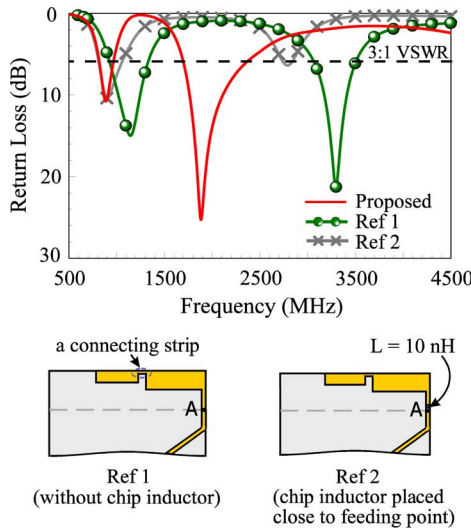 0
10
20
30
Return Loss (dB)
3:1 VSWR
Proposed
Ref 1
Ref 2
500 1500 2500 3500 4500
Frequency (MHz)
a connecting strip
L = 10 nH
A
A
Ref 1
(without chip inductor)
Ref 2
(chip inductor placed
close to feeding point)